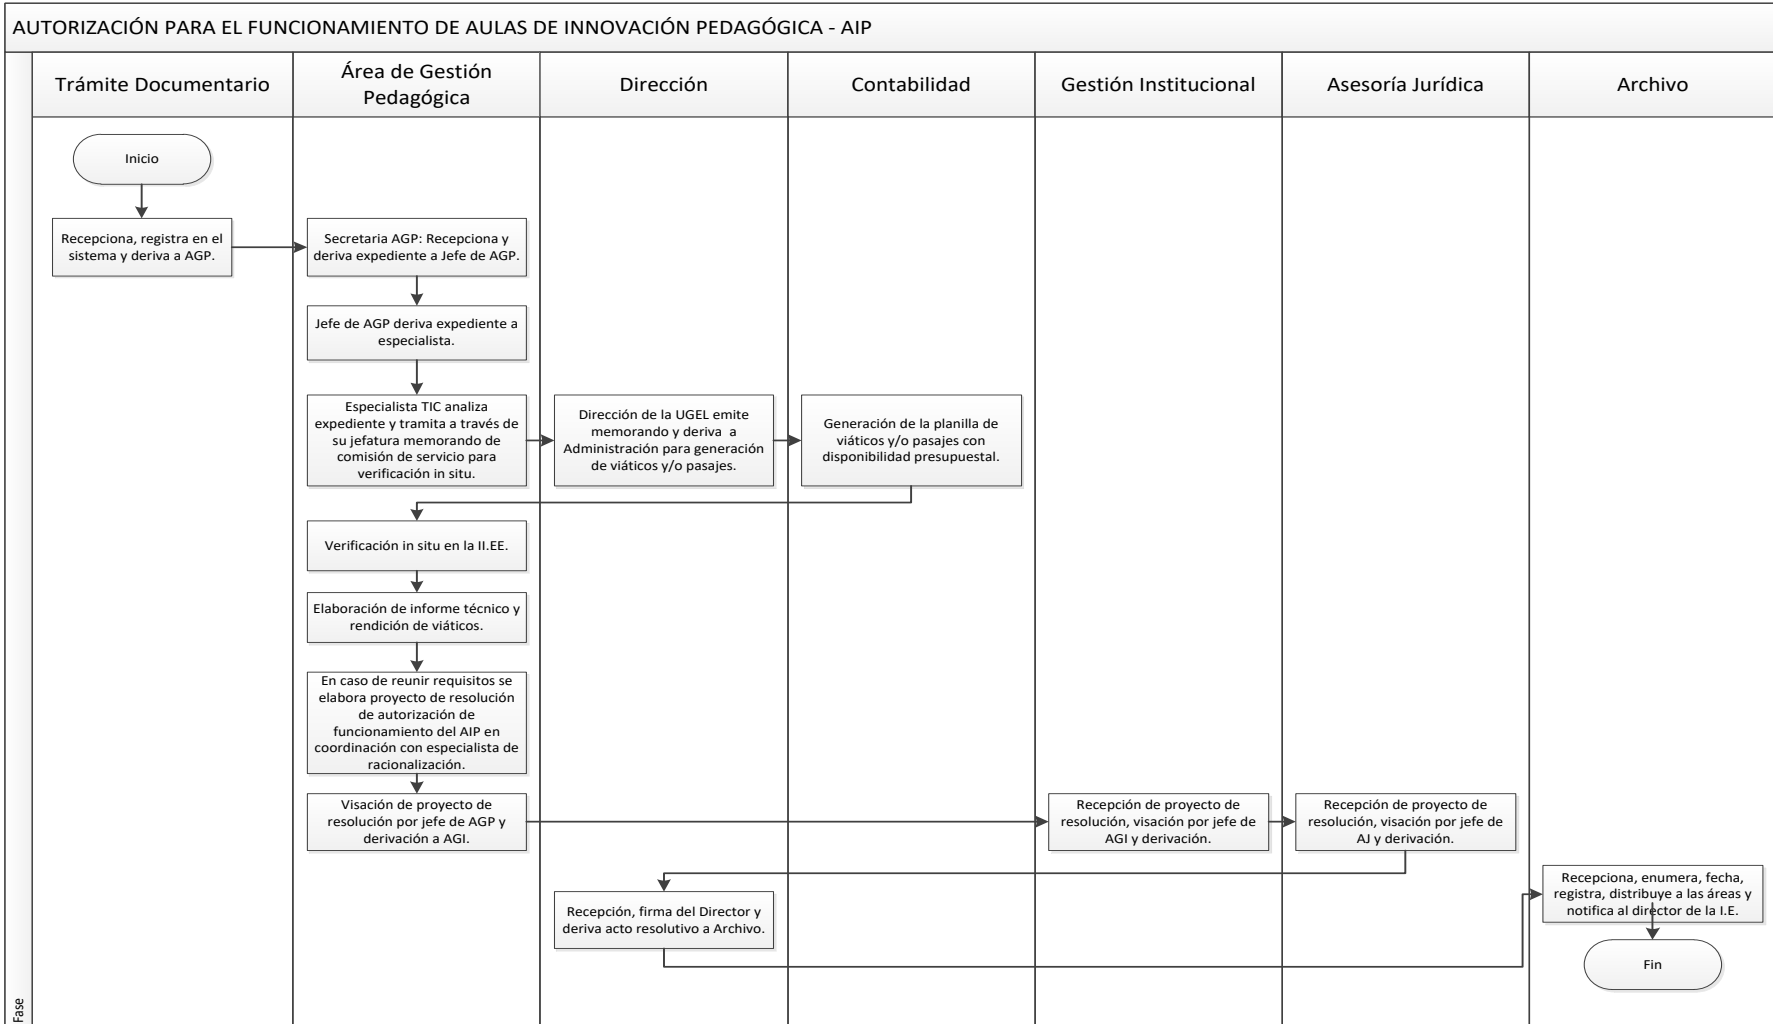 AUTORIZACIÓN PARA EL FUNCIONAMIENTO DE AULAS DE INNOVACIÓN PEDAGÓGICA - AIP
Trámite Documentario
Área de Gestión
Pedagógica
Dirección
Contabilidad
Gestión Institucional
Asesoría Jurídica
Archivo
Inicio
Recepciona, registra en el
sistema y deriva a AGP.
Secretaria AGP: Recepciona y
deriva expediente a Jefe de AGP.
Jefe de AGP deriva expediente a
especialista.
Especialista TIC analiza
expediente y tramita a través de
su jefatura memorando de
comisión de servicio para
verificación in situ.
Dirección de la UGEL emite
memorando y deriva a
Administración para generación
de viáticos y/o pasajes.
Generación de la planilla de
viáticos y/o pasajes con
disponibilidad presupuestal.
Verificación in situ en la II.EE.
Elaboración de informe técnico y
rendición de viáticos.
En caso de reunir requisitos se
elabora proyecto de resolución
de autorización de
funcionamiento del AIP en
coordinación con especialista de
racionalización.
Visación de proyecto de
resolución por jefe de AGP y
derivación a AGI.
Recepción de proyecto de
resolución, visación por jefe de
AGI y derivación.
Recepción de proyecto de
resolución, visación por jefe de
AJ y derivación.
Recepción, firma del Director y
deriva acto resolutivo a Archivo.
Recepciona, enumera, fecha,
registra, distribuye a las áreas y
notifica al director de la I.E.
Fin
Fase